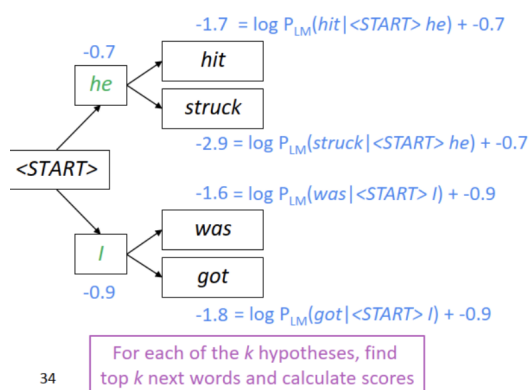 -1.7 = log P_LM(hit|<START> he) + -0.7
-0.7
hit
he
struck
-2.9 = log P_LM(struck|<START> he) + -0.7
<START>
-1.6 = log P_LM(was|<START> I) + -0.9
was
I
got
-0.9
-1.8 = log P_LM(got|<START> I) + -0.9
For each of the k hypotheses, find
top k next words and calculate scores
34